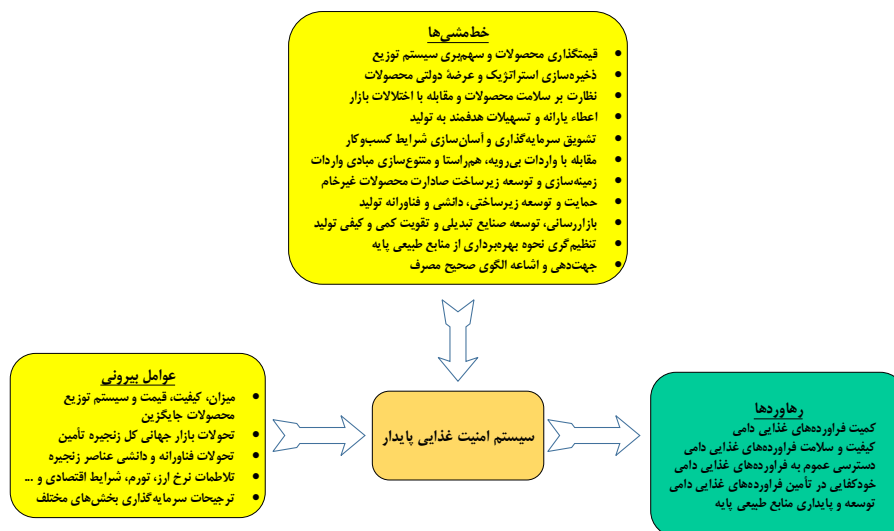 خط‌مشی‌ها
قیمتگذاری محصولات و سهم‌بری سیستم توزیع
ذخیره‌سازی استراتژیک و عرضهٔ دولتی محصولات
نظارت بر سلامت محصولات و مقابله با اختلالات بازار
اعطاء یارانه و تسهیلات هدفمند به تولید
تشویق سرمایه‌گذاری و آسان‌سازی شرایط کسب‌وکار
مقابله با واردات بی‌رویه، هم‌راستا و متنوع‌سازی مبادی واردات
زمینه‌سازی و توسعه زیرساخت صادارت محصولات غیرخام
حمایت و توسعه زیرساختی، دانشی و فناورانه تولید
بازاررسانی، توسعه صنایع تبدیلی و تقویت کمی و کیفی تولید
تنظیم‌گری نحوه بهره‌برداری از منابع طبیعی پایه
جهت‌دهی و اشاعه الگوی صحیح مصرف
عوامل بیرونی
میزان، کیفیت، قیمت و سیستم توزیع
محصولات جایگزین
تحولات بازار جهانی کل زنجیره تأمین
تحولات فناورانه و دانشی عناصر زنجیره
تلاطمات نرخ ارز، تورم، شرایط اقتصادی و ...
ترجیحات سرمایه‌گذاری بخش‌های مختلف
سیستم امنیت غذایی پایدار
رهاوردها
کمیت فراورده‌های غذایی دامی
کیفیت و سلامت فراورده‌های غذایی دامی
دسترسی عموم به فراورده‌های غذایی دامی
خودکفایی در تأمین فراورده‌های غذایی دامی
توسعه و پایداری منابع طبیعی پایه